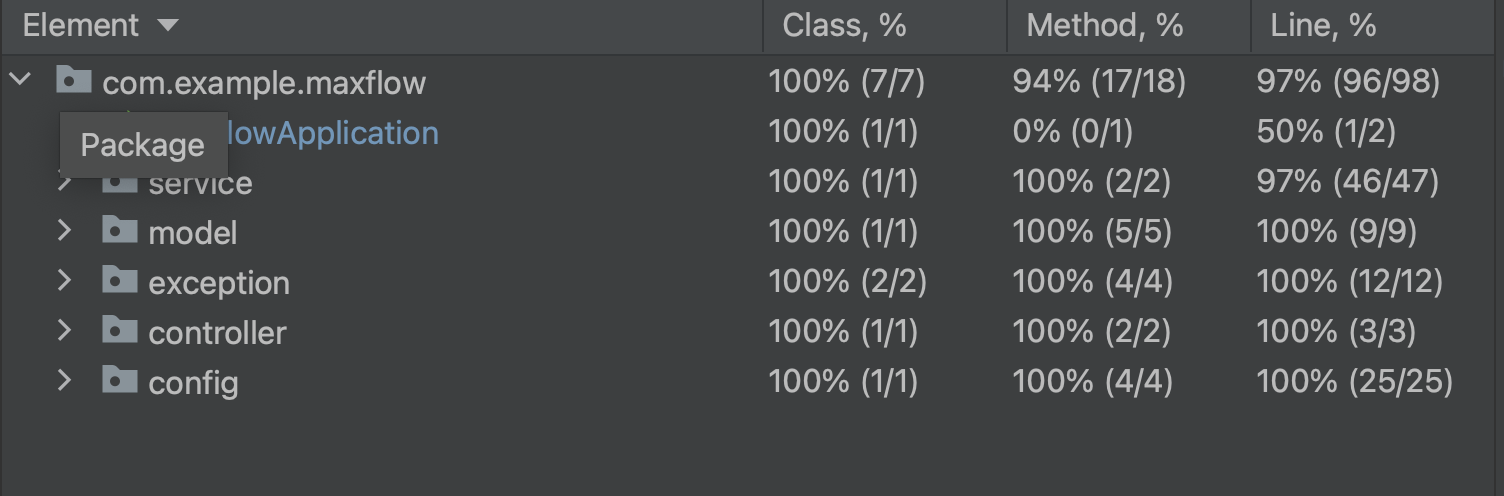 Element Class, % Method, % Line, %
com.example.maxflow 100% (7/7) 94% (17/18) 97% (96/98)
lowApplication 100% (1/1) 0% (0/1) 50% (1/2)
Package
service 100% (1/1) 100% (2/2) 97% (46/47)
model 100% (1/1) 100% (5/5) 100% (9/9)
exception 100% (2/2) 100% (4/4) 100% (12/12)
controller 100% (1/1) 100% (2/2) 100% (3/3)
config 100% (1/1) 100% (4/4) 100% (25/25)